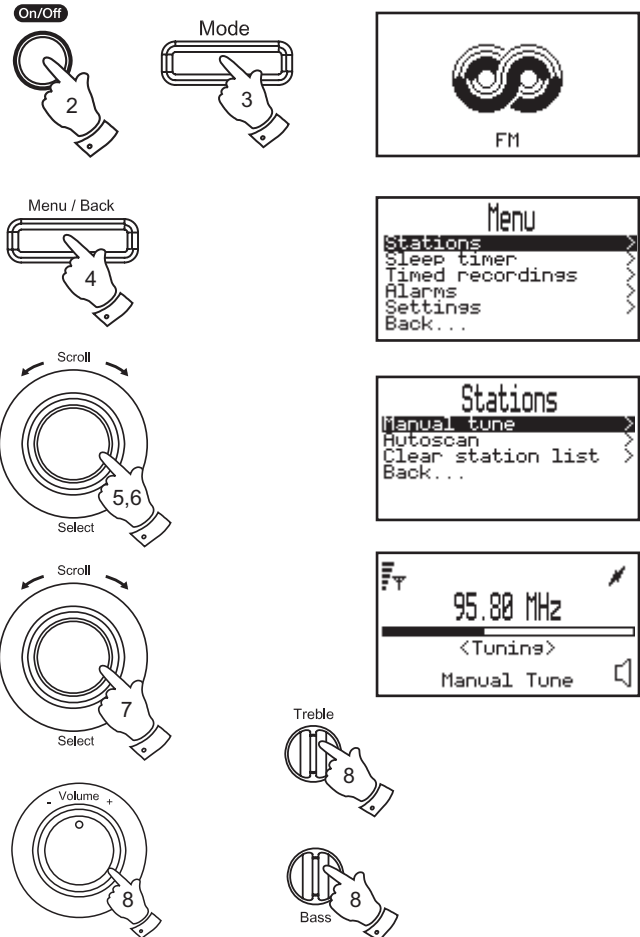 On/Off
2
Mode
3
FM
Menu / Back
4
Menu
Stations >
Sleep timer >
Timed recordings >
Alarms >
Settings >
Back...
Scroll
5,6
Select
Stations
Manual tune >
Autoscan >
Clear station list >
Back...
Scroll
7
Select
95.80 MHz
<Tuning>
Manual Tune
Treble
8
- Volume +
8
8
Bass